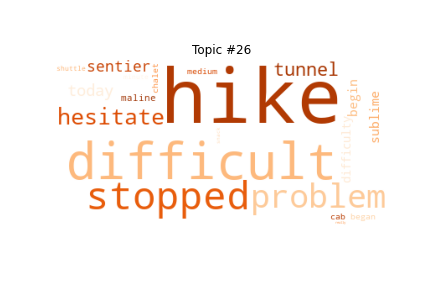 Topic #26
shuttle sentier chalet medium hike tunnel
today maline begin sublime
hesitate
difficult difficulty
stopped problem
cab began